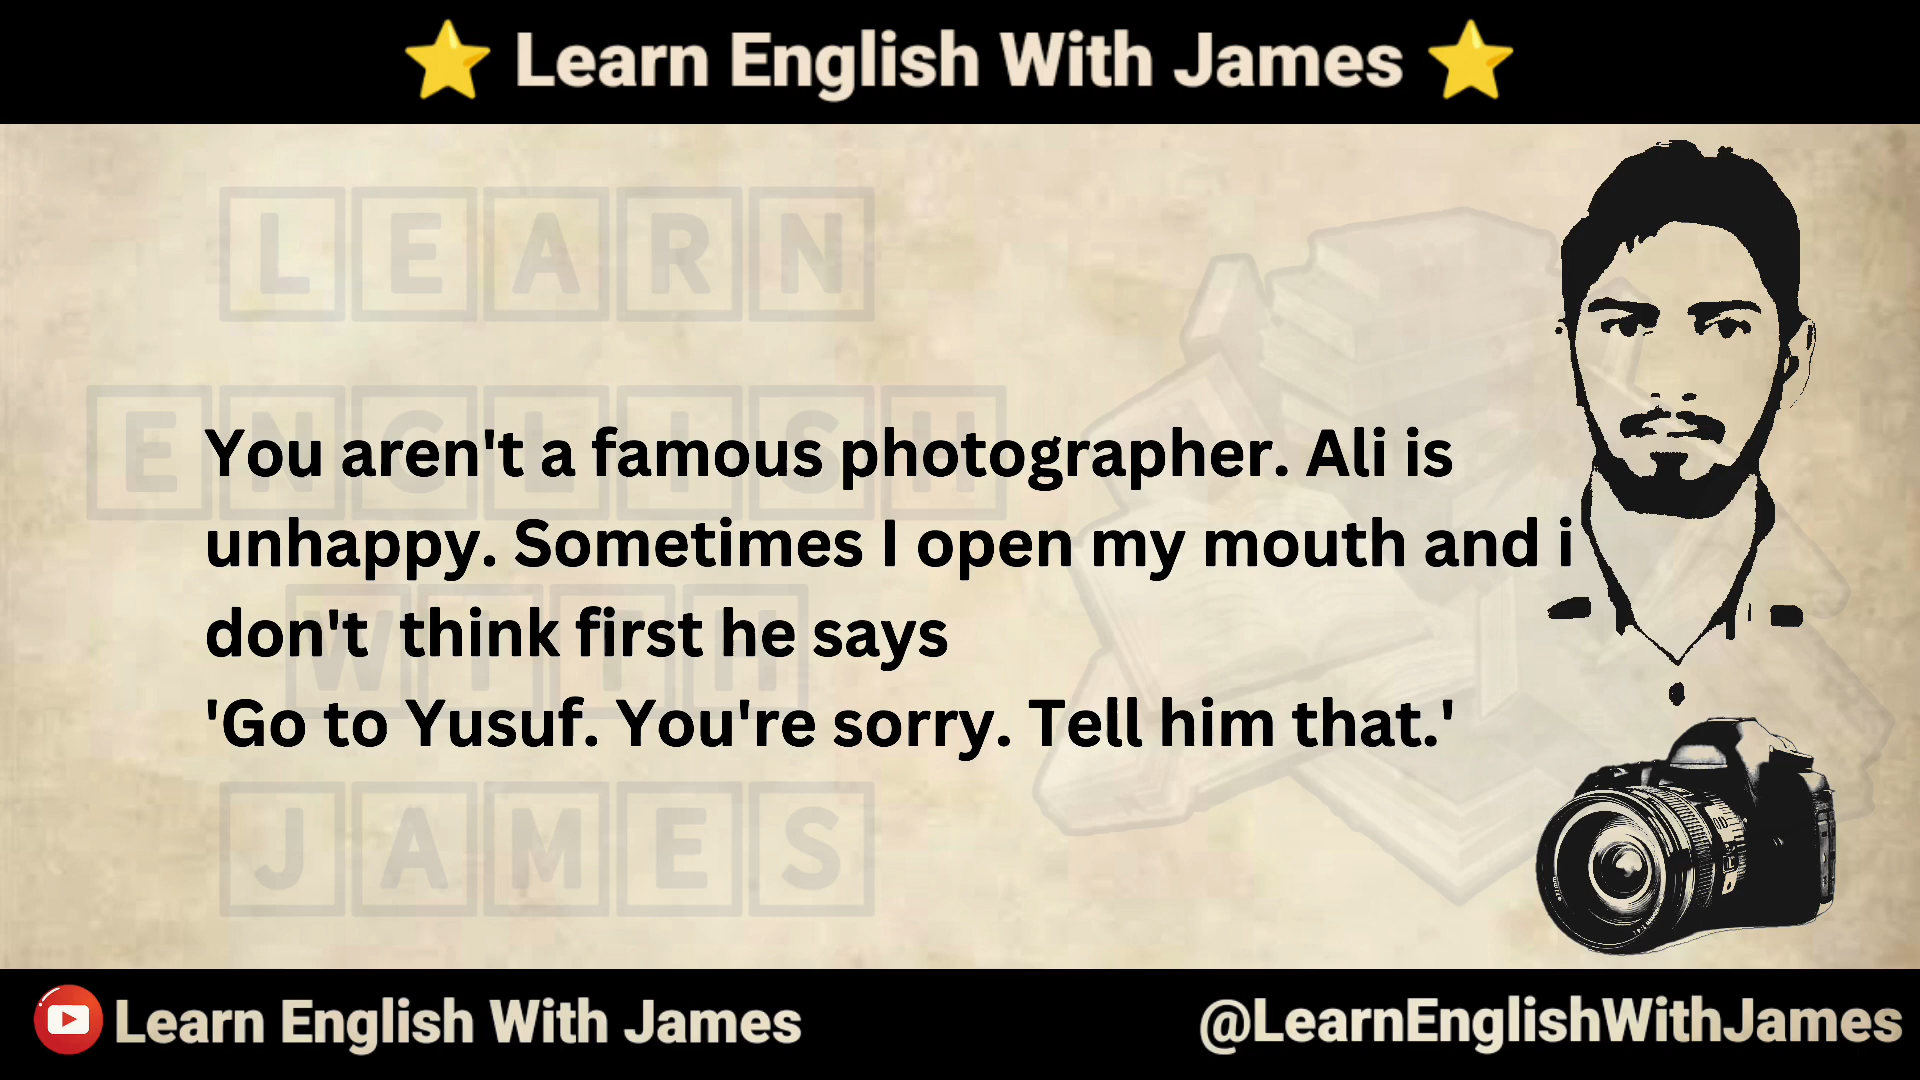 ⭐ Learn English With James ⭐
LEARN
ENGLISH
You aren't a famous photographer. Ali is
unhappy. Sometimes I open my mouth and i
don't  think first he says
WITH
'Go to Yusuf. You're sorry. Tell him that.'
JAMES
Learn English With James
@LearnEnglishWithJames